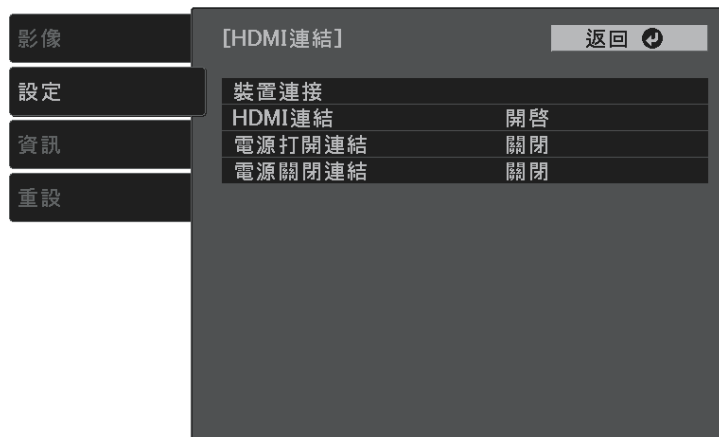 影像
設定
資訊
重設
[HDMI連結]
返回
裝置連接
HDMI連結 開啓
電源打開連結 關閉
電源關閉連結 關閉